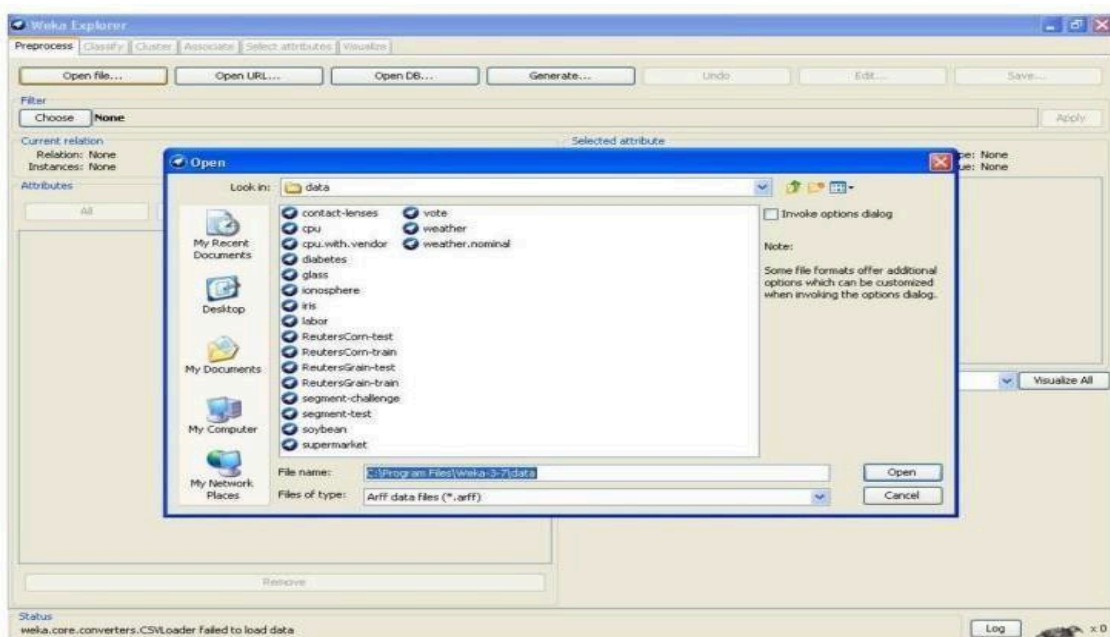 Weka Explorer
Preprocess Classify Cluster Associate Select attributes Visualize
Open file... Open URL... Open DB... Generate... Undo Edit... Save...
Filter
Choose None Apply
Current relation
Relation: None
Instances: None
Selected attribute
pe: None
ue: None
Attributes
All
Open
Look in: data
My Recent Documents
Desktop
My Documents
My Computer
My Network Places
contact-lenses
cpu
cpu.with.vendor
diabetes
glass
ionosphere
iris
labor
ReutersCorn-test
ReutersCorn-train
ReutersGrain-test
ReutersGrain-train
segment-challenge
segment-test
soybean
supermarket
vote
weather
weather.nominal
Invoke options dialog
Note:
Some file formats offer additional
options which can be customized
when invoking the options dialog.
File name: C:\Program Files\Weka-3-7\data
Open
Files of type: Arff data files (*.arff)
Cancel
Visualize All
Remove
Status
weka.core.converters.CSVLoader failed to load data
Log x 0